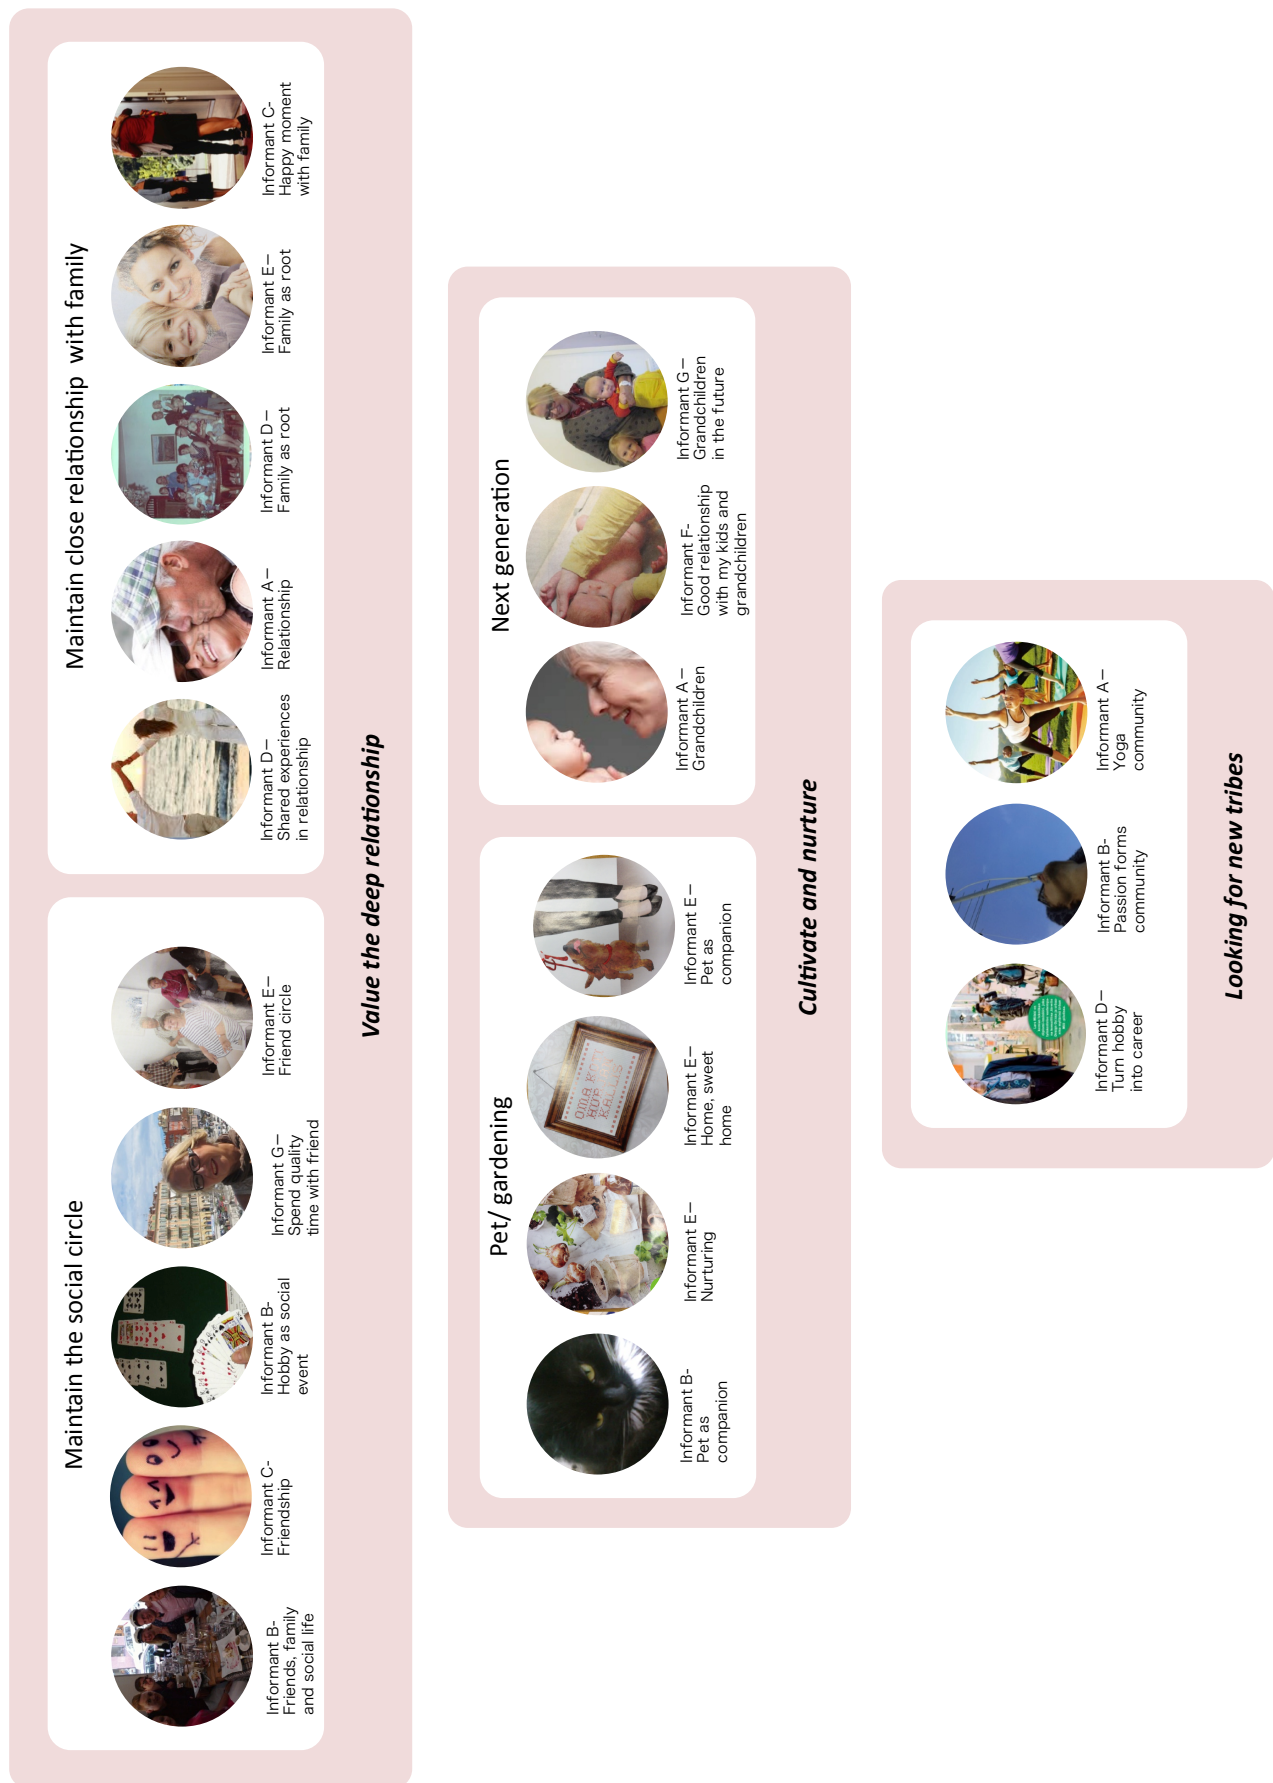 Maintain the social circle
Informant B-
Friends, family
and social life
Informant C-
Friendship
Informant B-
Hobby as social
event
Informant G—
Spend quality
time with friend
Informant E—
Friend circle
Maintain close relationship with family
Informant D—
Shared experiences
in relationship
Informant A—
Relationship
Informant D—
Family as root
Informant E—
Family as root
Informant C-
Happy moment
with family
Value the deep relationship
Pet/ gardening
Informant B-
Pet as
companion
Informant E—
Nurturing
Informant E—
Home, sweet
home
Informant E—
Pet as
companion
Next generation
Informant A—
Grandchildren
Informant F-
Good relationship
with my kids and
grandchildren
Informant G—
Grandchildren
in the future
Cultivate and nurture
Informant D—
Turn hobby
into career
Informant B-
Passion forms
community
Informant A—
Yoga
community
Looking for new tribes